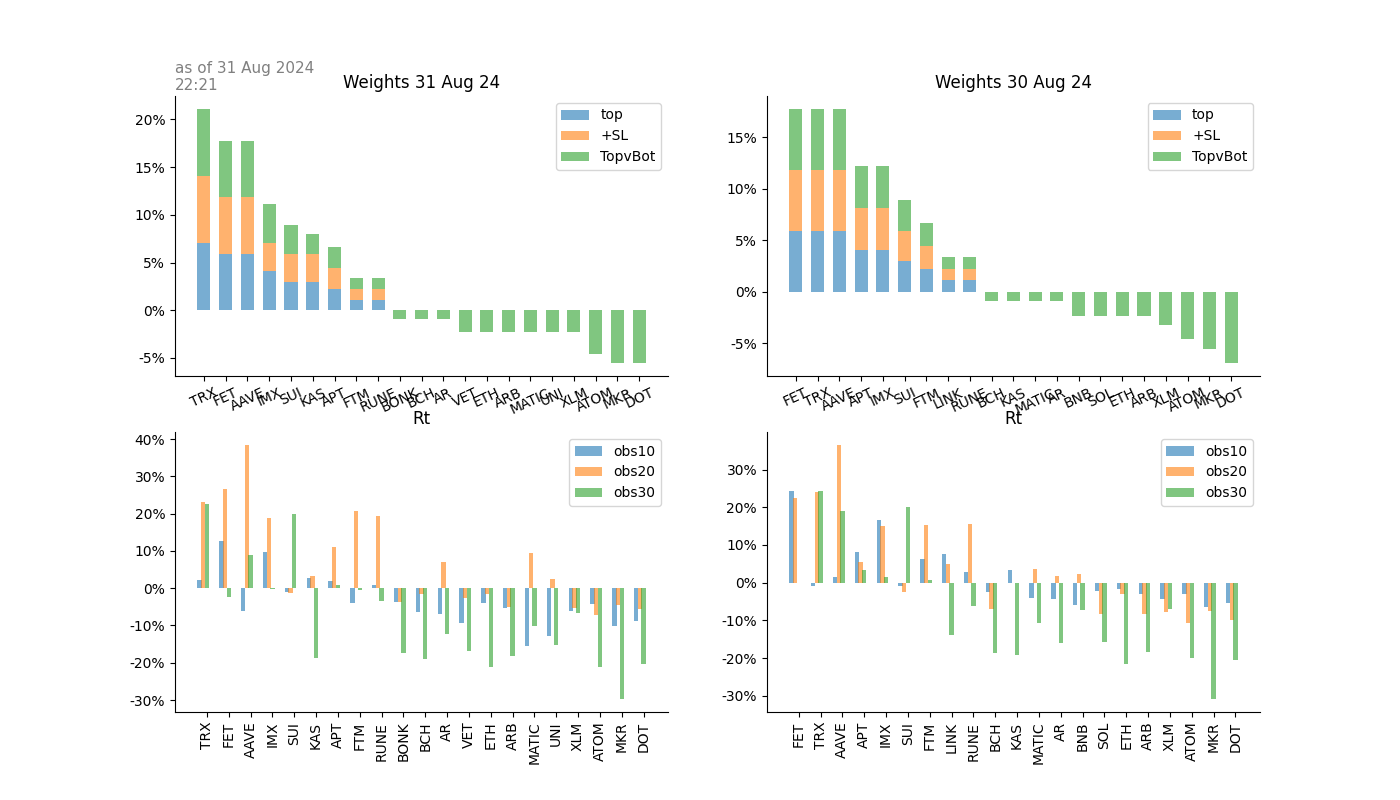 as of 31 Aug 2024
22:21
Weights 31 Aug 24
20%
15%
10%
5%
0%
-5%
top
+SL
TopvBot
TRX FET AAVE IMX SUI KAS APT FTM RUNE BONK BCH AR VET ETH ARB MATIC UNI XLM ATOM MKR DOT
Weights 30 Aug 24
15%
10%
5%
0%
-5%
top
+SL
TopvBot
FET TRX AAVE APT IMX SUI FTM LINK RUNE BCH KAS MATIC AR BNB SOL ETH ARB XLM ATOM MKR DOT
Rt
40%
30%
20%
10%
0%
-10%
-20%
-30%
obs10
obs20
obs30
TRX FET AAVE IMX SUI KAS APT FTM RUNE BONK BCH AR VET ETH ARB MATIC UNI XLM ATOM MKR DOT
Rt
30%
20%
10%
0%
-10%
-20%
-30%
obs10
obs20
obs30
FET TRX AAVE APT IMX SUI FTM LINK RUNE BCH KAS MATIC AR BNB SOL ETH ARB XLM ATOM MKR DOT